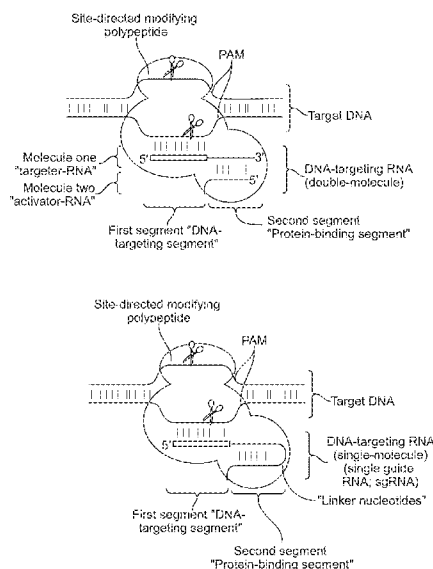 Site-directed modifying
polypeptide
PAM
Target DNA
Molecule one
"targeter-RNA"
Molecule two
"activator-RNA"
5'
3'
5'
DNA-targeting RNA
(double-molecule)
First segment "DNA-
targeting segment"
Second segment
"Protein-binding segment"
Site-directed modifying
polypeptide
PAM
Target DNA
5'
DNA-targeting RNA
(single-molecule)
(single guide
RNA; sgRNA)
"Linker nucleotides"
First segment "DNA-
targeting segment"
Second segment
"Protein-binding segment"